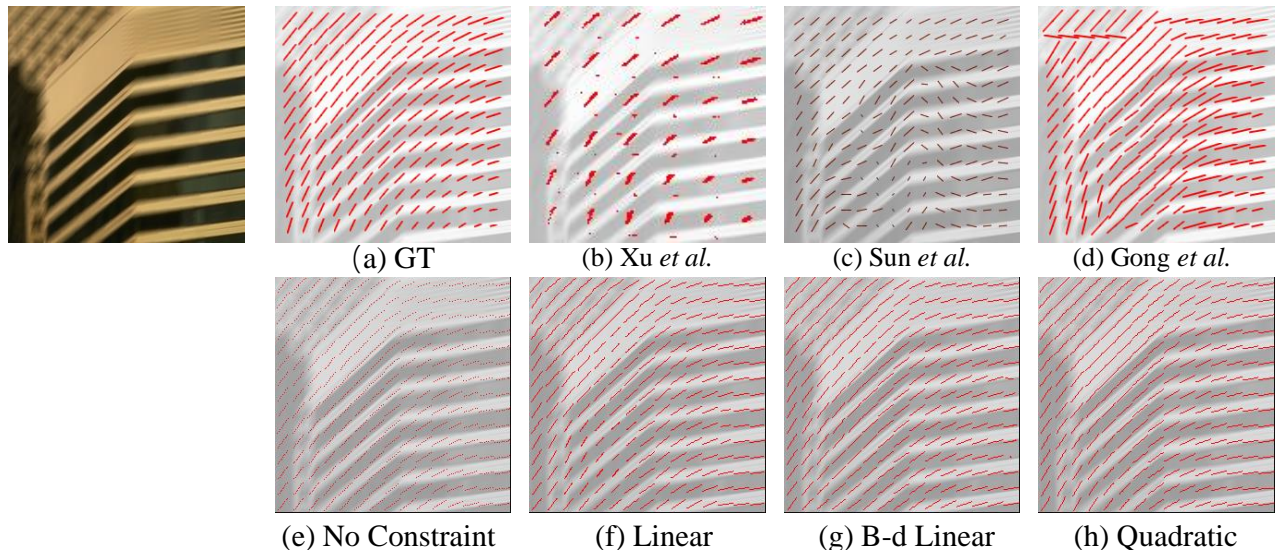 (a) GT
(b) Xu et al.
(c) Sun et al.
(d) Gong et al.
(e) No Constraint
(f) Linear
(g) B-d Linear
(h) Quadratic